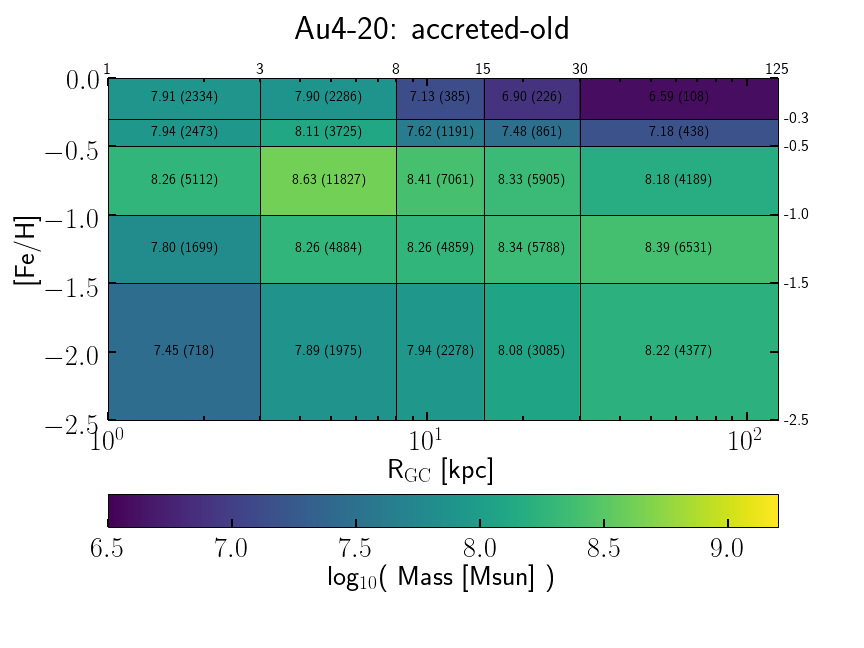 Au4-20: accreted-old
1 3 8 15 30 125
0.0
7.91 (2334) 7.90 (2286) 7.13 (385) 6.90 (226) 6.59 (108)
-0.3
7.94 (2473) 8.11 (3725) 7.62 (1191) 7.48 (861) 7.18 (438)
−0.5 -0.5
8.26 (5112) 8.63 (11827) 8.41 (7061) 8.33 (5905) 8.18 (4189)
−1.0 -1.0
[Fe/H]
7.80 (1699) 8.26 (4884) 8.26 (4859) 8.34 (5788) 8.39 (6531)
−1.5 -1.5
7.45 (718) 7.89 (1975) 7.94 (2278) 8.08 (3085) 8.22 (4377)
−2.0
−2.5 -2.5
10⁰ 10¹ 10²
R_GC [kpc]
6.5 7.0 7.5 8.0 8.5 9.0
log₁₀( Mass [Msun] )